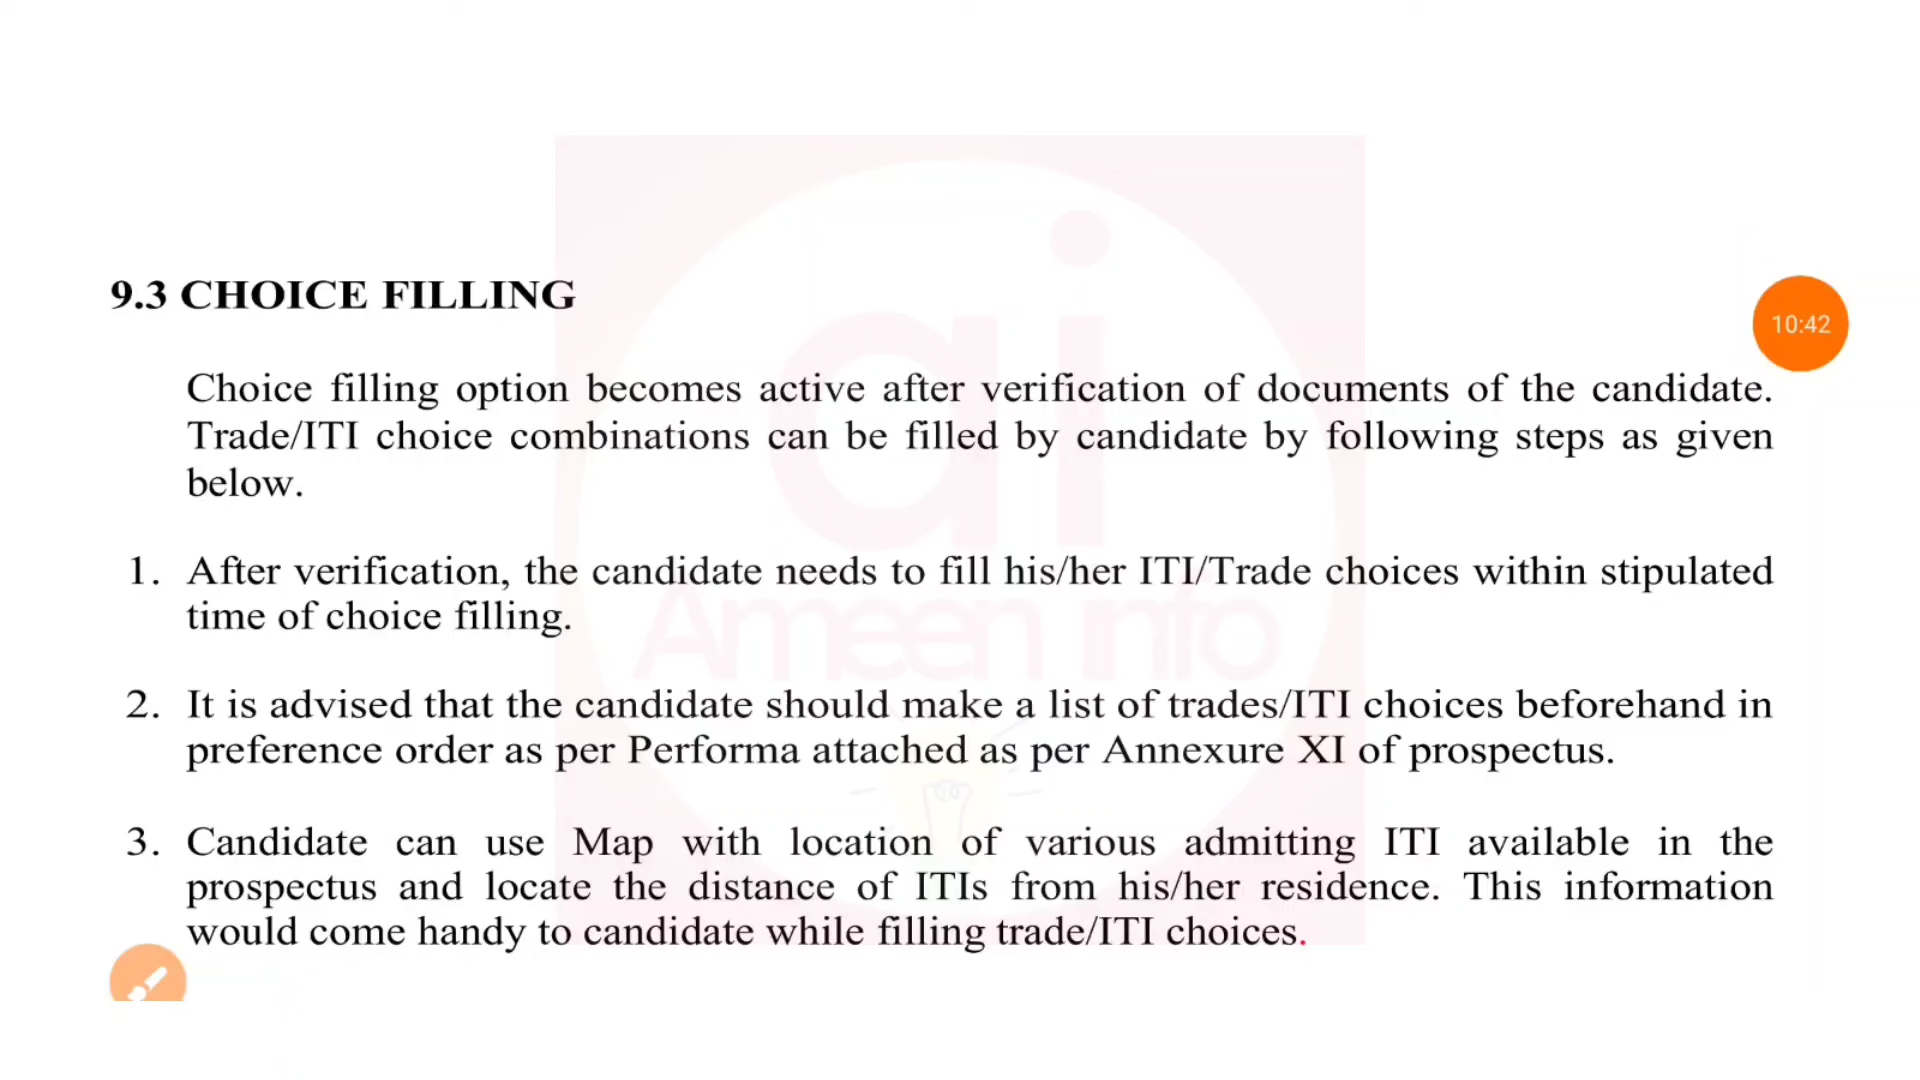 9.3 CHOICE FILLING
10:42
Choice filling option becomes active after verification of documents of the candidate.
Trade/ITI choice combinations can be filled by candidate by following steps as given
below.
1. After verification, the candidate needs to fill his/her ITI/Trade choices within stipulated
time of choice filling.
2. It is advised that the candidate should make a list of trades/ITI choices beforehand in
preference order as per Performa attached as per Annexure XI of prospectus.
3. Candidate can use Map with location of various admitting ITI available in the
prospectus and locate the distance of ITIs from his/her residence. This information
would come handy to candidate while filling trade/ITI choices.
ai
Ameen info